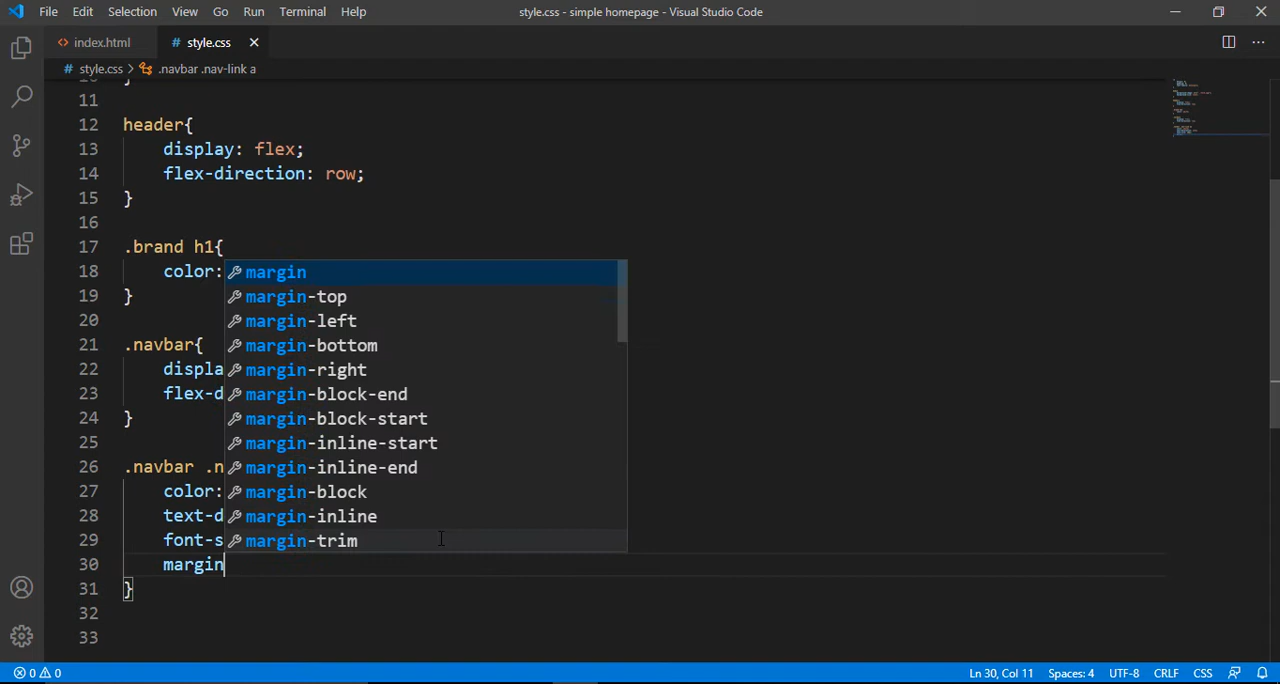 File Edit Selection View Go Run Terminal Help style.css - simple homepage - Visual Studio Code
index.html style.css
style.css > .navbar .nav-link a
11
12 header{
13 display: flex;
14 flex-direction: row;
15 }
16
17 .brand h1{
18 color:
19 }
20
21 .navbar{
22 displa
23 flex-d
24 }
25
26 .navbar .n
27 color:
28 text-d
29 font-s
30 margin
31 }
32
33
margin
margin-top
margin-left
margin-bottom
margin-right
margin-block-end
margin-block-start
margin-inline-start
margin-inline-end
margin-block
margin-inline
margin-trim
0 0 Ln 30, Col 11 Spaces: 4 UTF-8 CRLF CSS